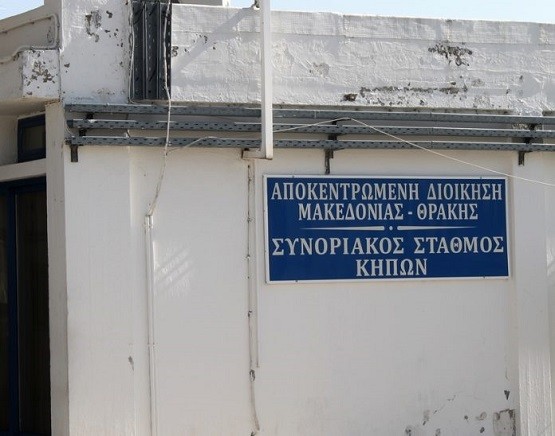 ΑΠΟΚΕΝΤΡΩΜΕΝΗ ΔΙΟΙΚΗΣΗ
ΜΑΚΕΔΟΝΙΑΣ - ΘΡΑΚΗΣ
ΣΥΝΟΡΙΑΚΟΣ ΣΤΑΘΜΟΣ
ΚΗΠΩΝ